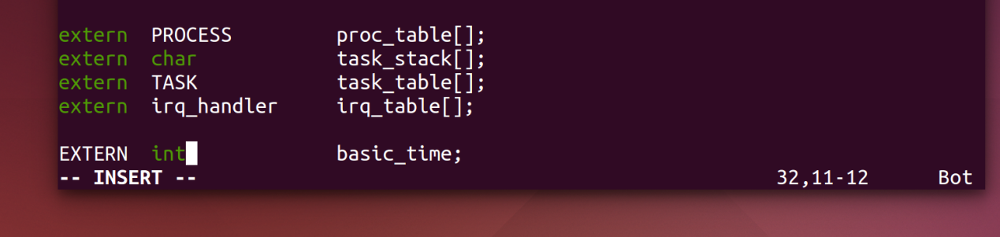 extern  PROCESS         proc_table[];
extern  char            task_stack[];
extern  TASK            task_table[];
extern  irq_handler     irq_table[];
EXTERN  int             basic_time;
-- INSERT --                                                  32,11-12      Bot